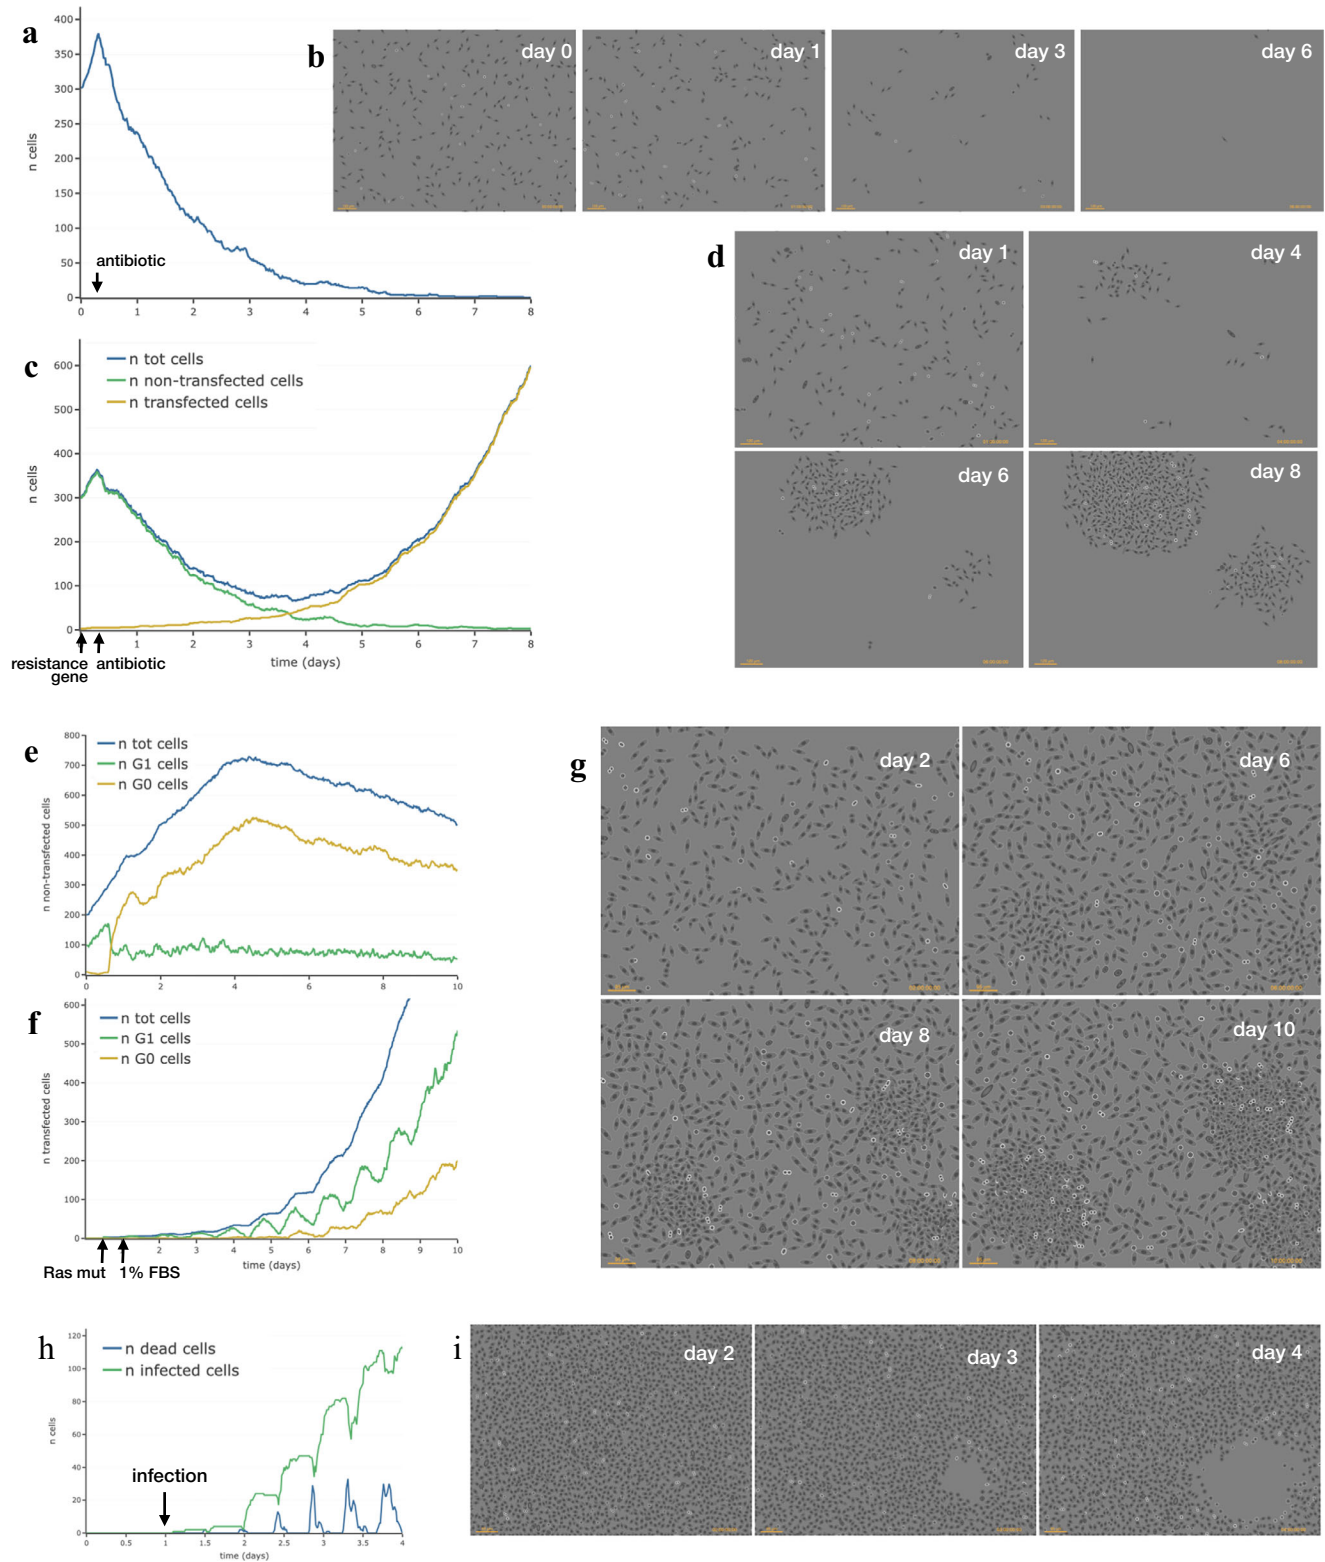 a
400
350
300
250
200
150
100
50
0
n cells
antibiotic
0 1 2 3 4 5 6 7 8
b
day 0
day 1
day 3
day 6
c
n tot cells
n non-transfected cells
n transfected cells
600
500
400
300
200
100
0
n cells
1 2 3 4 5 6 7 8
resistance gene
antibiotic
time (days)
d
day 1
day 4
day 6
day 8
e
n tot cells
n G1 cells
n G0 cells
800
700
600
500
400
300
200
100
0
n non-transfected cells
0 2 4 6 8 10
f
n tot cells
n G1 cells
n G0 cells
600
500
400
300
200
100
0
n transfected cells
2 3 4 5 6 7 8 9 10
Ras mut
1% FBS
time (days)
g
day 2
day 6
day 8
day 10
h
n dead cells
n infected cells
120
100
80
60
40
20
0
n cells
infection
0 0.5 1 1.5 2 2.5 3 3.5 4
time (days)
i
day 2
day 3
day 4